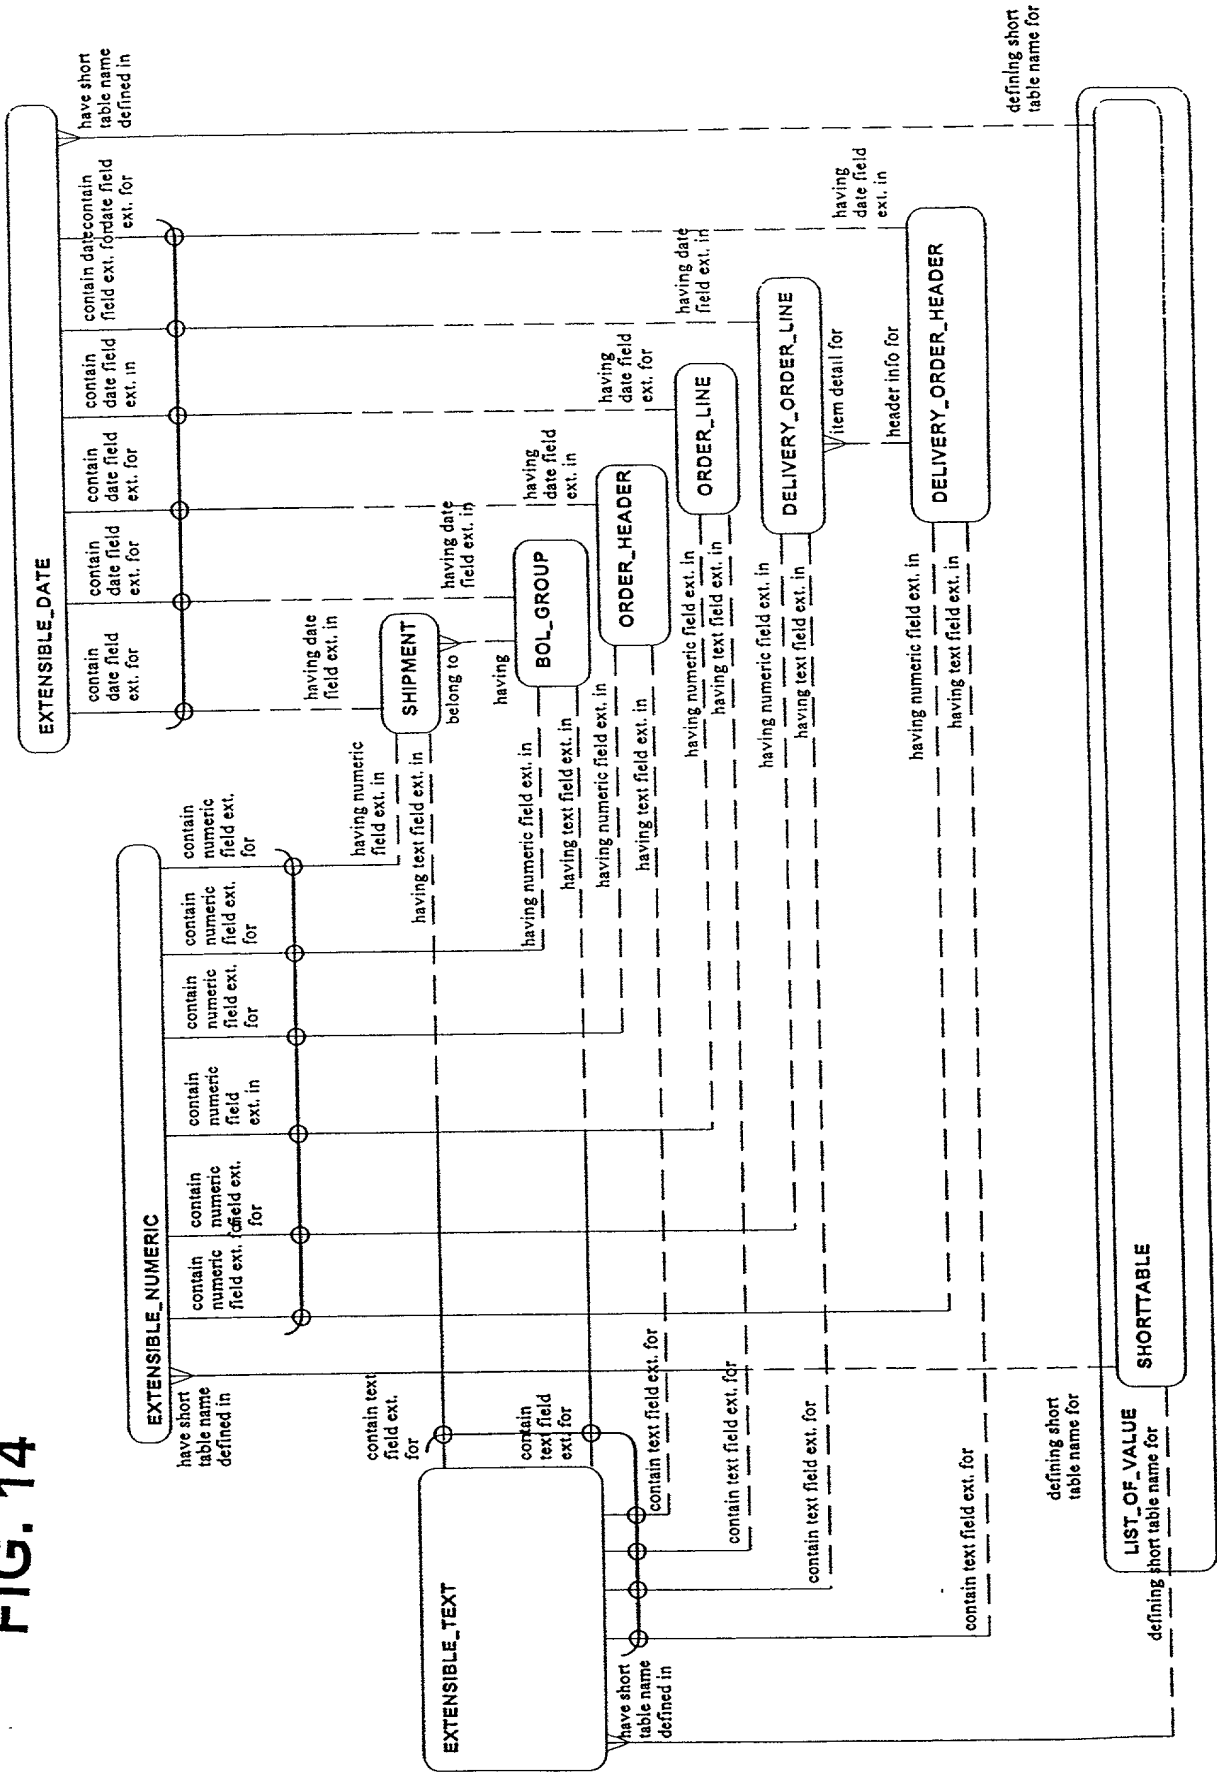 FIG. 14
EXTENSIBLE_DATE
have short
table name
defined in
contain
date field
ext. for
contain date
field ext. for
contain
date field
ext. in
contain
date field
ext. for
contain
date field
ext. for
contain
date field
ext. for
defining short
table name for
having
date field
ext. in
having date
field ext. in
having
date field
ext. for
having
date field
ext. in
having date
field ext. in
having date
field ext. in
EXTENSIBLE_NUMERIC
have short
table name
defined in
contain
numeric
field ext. for
contain
numeric
field ext.
for
contain
numeric
field
ext. in
contain
numeric
field ext.
for
contain
numeric
field ext.
for
contain
numeric
field ext.
for
having numeric
field ext. in
having text field ext. in
SHIPMENT
belong to
having
BOL_GROUP
having numeric field ext. in
having text field ext. in
ORDER_HEADER
having numeric field ext. in
having text field ext. in
ORDER_LINE
having numeric field ext. in
having text field ext. in
DELIVERY_ORDER_LINE
having numeric field ext. in
having text field ext. in
item detail for
header info for
DELIVERY_ORDER_HEADER
having numeric field ext. in
having text field ext. in
EXTENSIBLE_TEXT
contain text
field ext.
for
contain
text field
ext. for
contain text field ext. for
contain text field ext. for
contain text field ext. for
contain text field ext. for
have short
table name
defined in
defining short
table name for
LIST_OF_VALUE
defining short table name for
SHORTTABLE